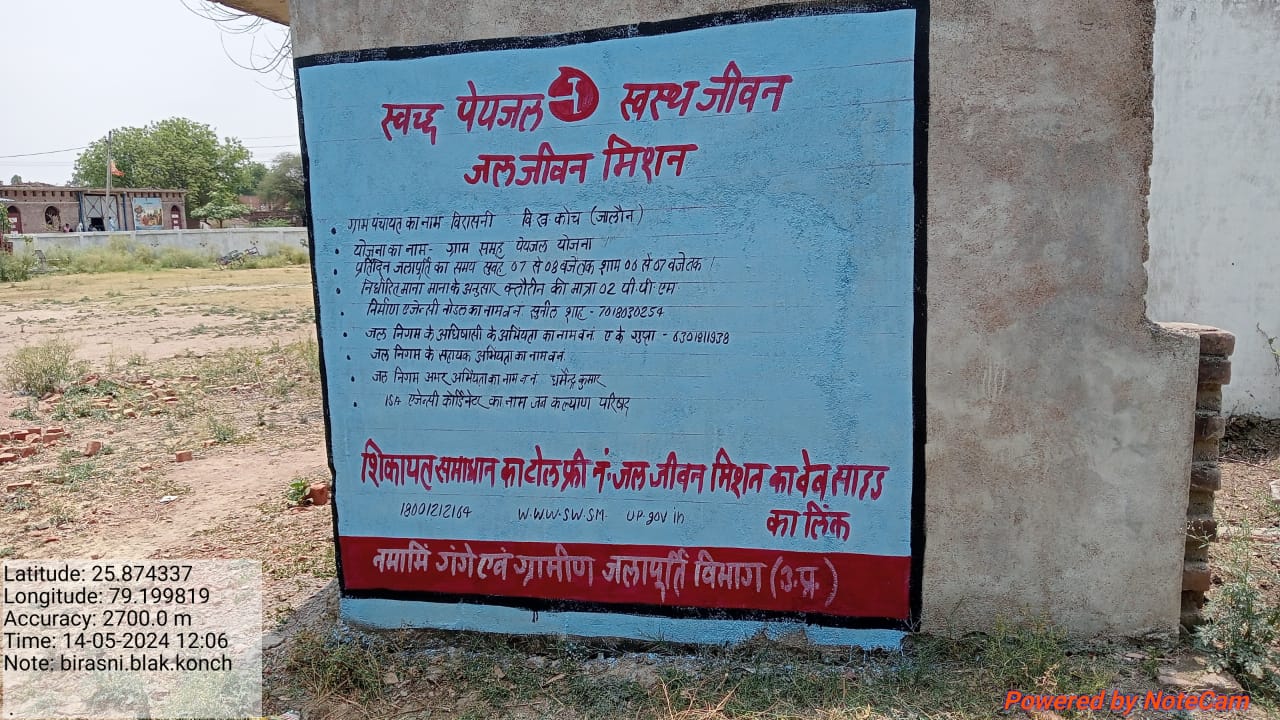 स्वच्छ पेयजल स्वस्थ जीवन
जल जीवन मिशन
ग्राम पंचायत का नाम बिरासनी वि ख कोंच (जालौन)
योजना का नाम- ग्राम समूह पेयजल योजना
प्रतिदिन जलापूर्ति का समय सुबह 07 से 08 बजे तक शाम 06 से 07 बजे तक।
निर्धारित माना माना के अनुसार क्लौरीन की मात्रा 02 पी पी एम
निर्माण एजेन्सी नोडल का नाम व नं सुनील शाह - 7018030254
जल निगम के अधिषासी के अभियंता का नाम व नं. ए के गुप्ता - 6301811938
जल निगम के सहायक अभियंता का नाम व नं.
जल निगम अमर अभियंता का नाम व नं. धर्मेन्द्र कुमार
ISA एजेन्सी कोर्डिनेटर का नाम जन कल्याण परिषद
शिकायत समाधान का टोल फ्री नं॰ जल जीवन मिशन का वेब साइड
का लिंक
18001212164 W.W.W.SW.SM. UP.gov in
नमामि गंगे एवं ग्रामीण जलापूर्ति विभाग (उ.प्र.)
Latitude: 25.874337
Longitude: 79.199819
Accuracy: 2700.0 m
Time: 14-05-2024 12:06
Note: birasni.blak.konch
Powered by NoteCam